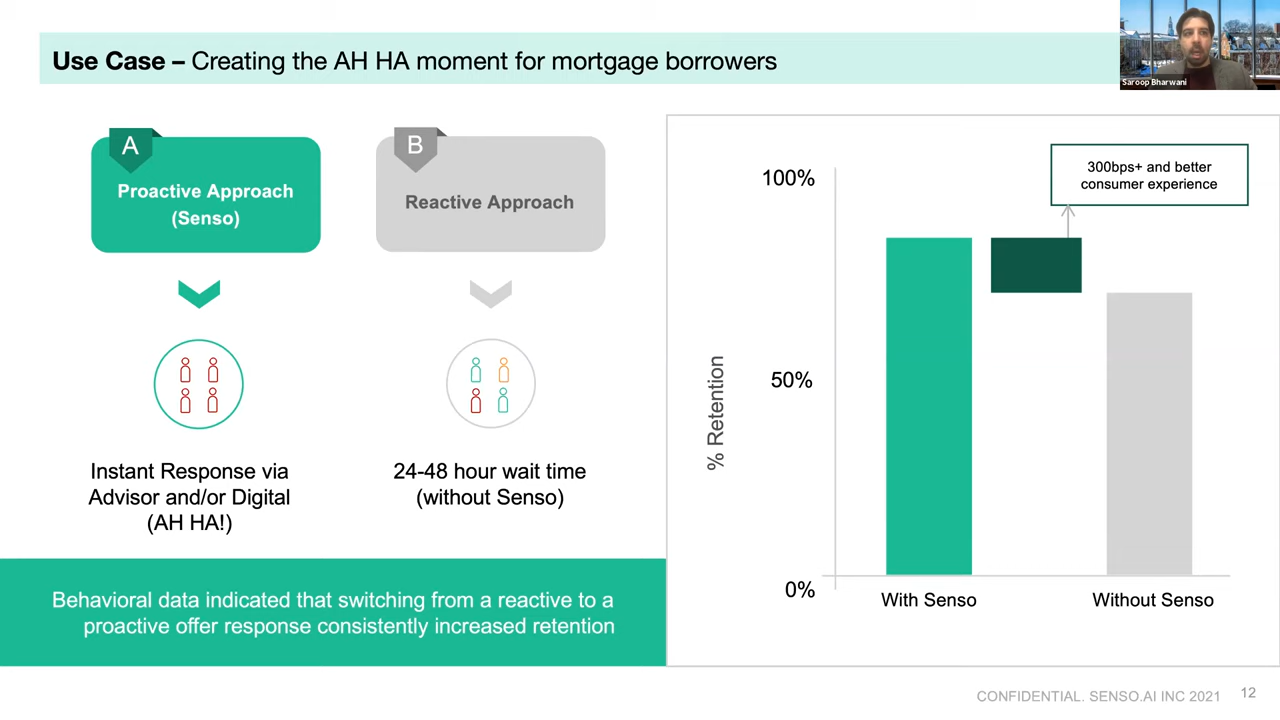 Use Case – Creating the AH HA moment for mortgage borrowers
Saroop Bharwani
A
Proactive Approach
(Senso)
B
Reactive Approach
Instant Response via
Advisor and/or Digital
(AH HA!)
24-48 hour wait time
(without Senso)
Behavioral data indicated that switching from a reactive to a
proactive offer response consistently increased retention
300bps+ and better
consumer experience
100%
50%
0%
% Retention
With Senso
Without Senso
CONFIDENTIAL. SENSO.AI INC 2021
12